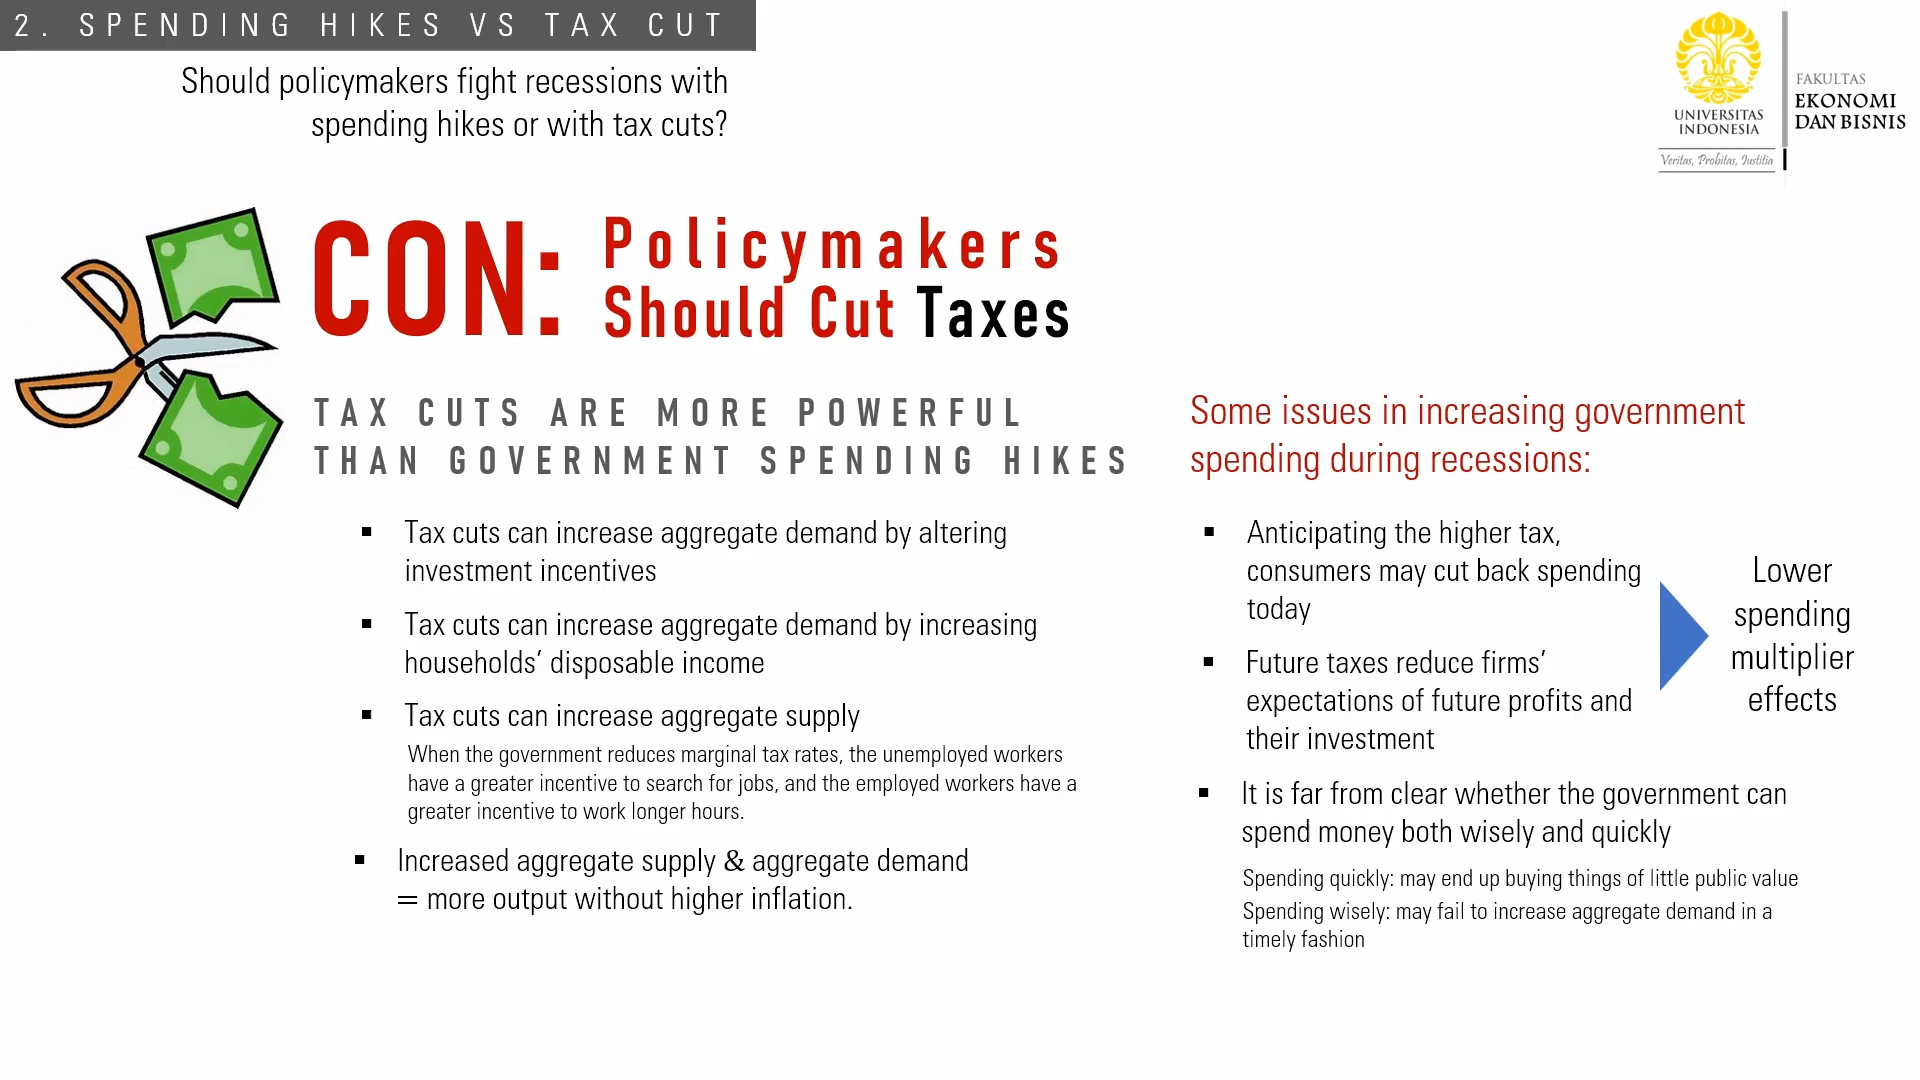 2. SPENDING HIKES VS TAX CUT
Should policymakers fight recessions with
spending hikes or with tax cuts?
UNIVERSITAS
INDONESIA
Veritas, Probitas, Justitia
FAKULTAS
EKONOMI
DAN BISNIS
CON:
Policymakers
Should Cut Taxes
TAX CUTS ARE MORE POWERFUL
THAN GOVERNMENT SPENDING HIKES
▪ Tax cuts can increase aggregate demand by altering
investment incentives
▪ Tax cuts can increase aggregate demand by increasing
households’ disposable income
▪ Tax cuts can increase aggregate supply
When the government reduces marginal tax rates, the unemployed workers
have a greater incentive to search for jobs, and the employed workers have a
greater incentive to work longer hours.
▪ Increased aggregate supply & aggregate demand
= more output without higher inflation.
Some issues in increasing government
spending during recessions:
▪ Anticipating the higher tax,
consumers may cut back spending
today
▪ Future taxes reduce firms’
expectations of future profits and
their investment
Lower
spending
multiplier
effects
▪ It is far from clear whether the government can
spend money both wisely and quickly
Spending quickly: may end up buying things of little public value
Spending wisely: may fail to increase aggregate demand in a
timely fashion